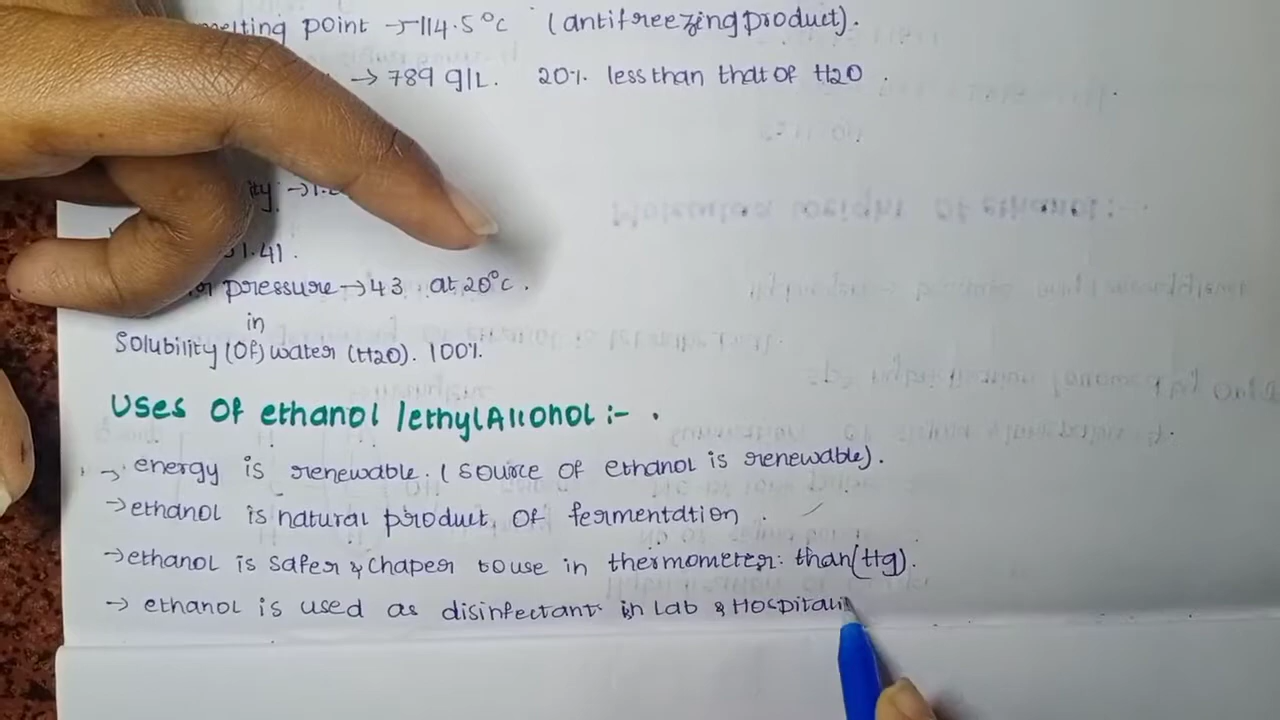 melting point →-114.5°C (antifreezing product).
→ 789 g/L. 20% less than that of H2O .
→1.41.
pressure → 43 at 20°C.
in
Solubility (Of) water (H2O). 100%.
Uses Of ethanol /ethylAlcohol :- .
→ energy is renewable. ( source of ethanol is renewable).
→ ethanol is natural product of fermentation .
→ ethanol is safer & chaper to use in thermometer: than (Hg).
→ ethanol is used as disinfectant in Lab & Hospitali